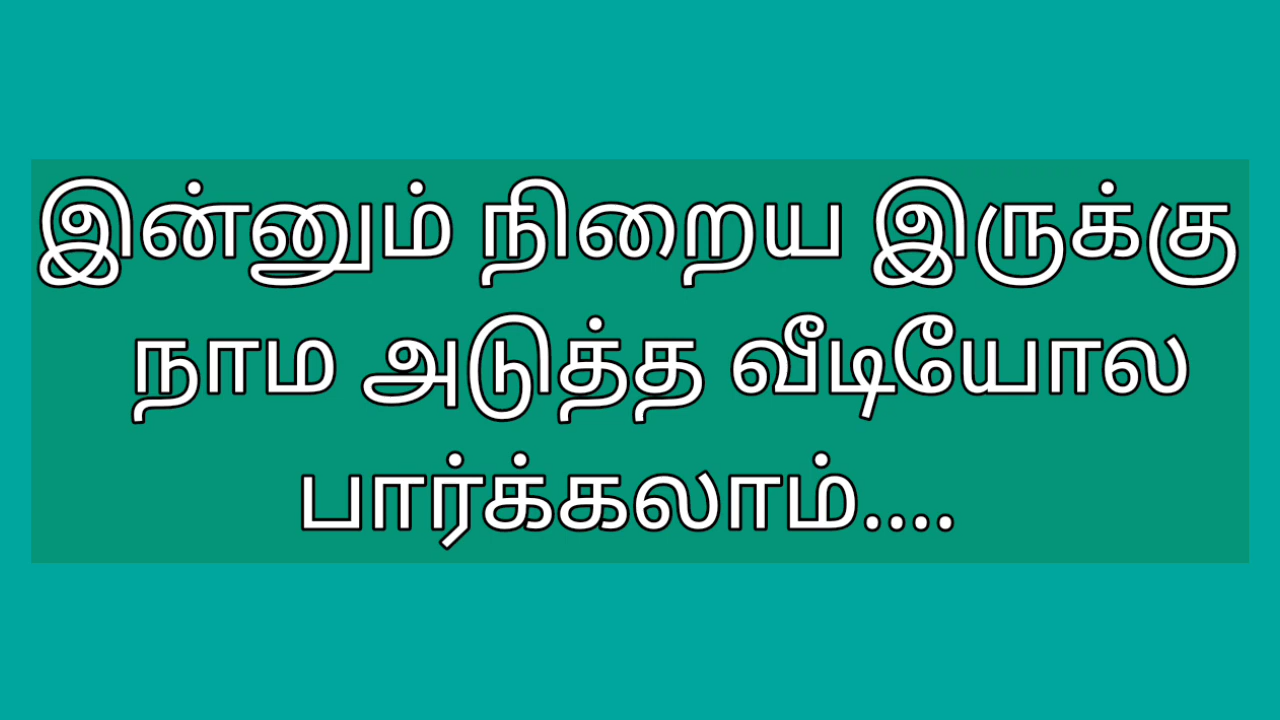 இன்னும் நிறைய இருக்கு
நாம அடுத்த வீடியோல
பார்க்கலாம்....